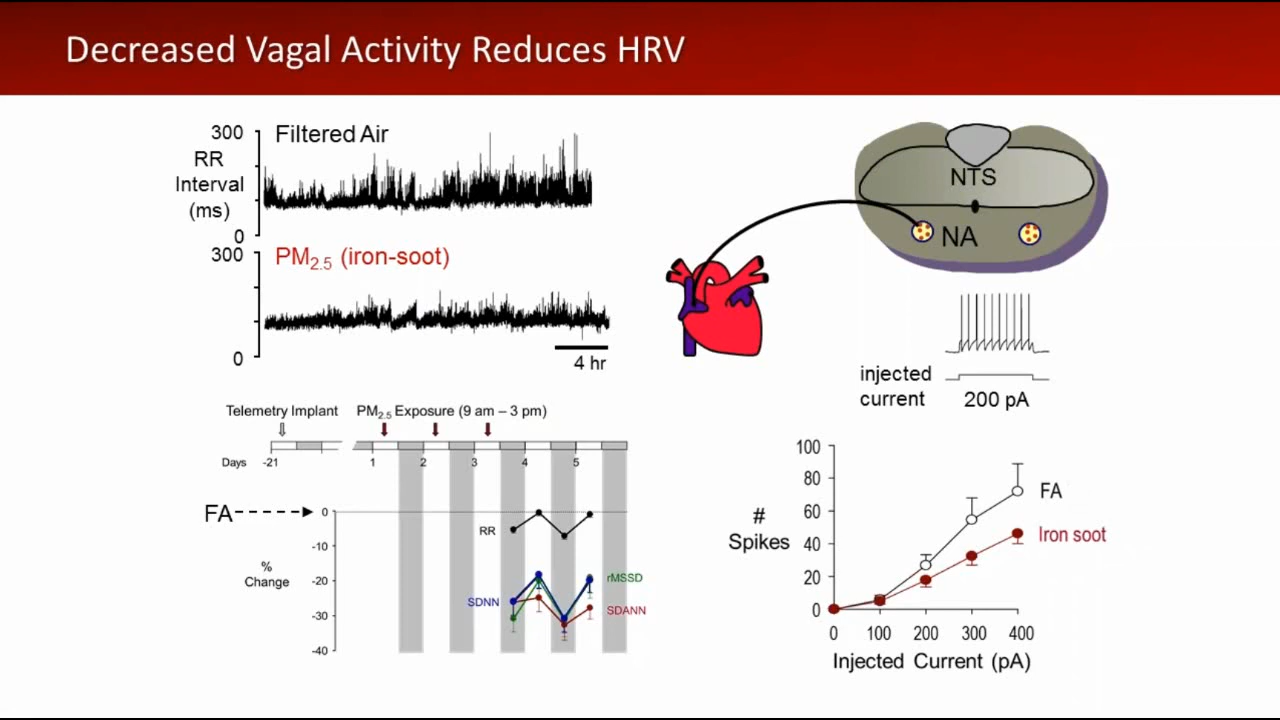 Decreased Vagal Activity Reduces HRV
300
Filtered Air
RR
Interval
(ms)
0
300
PM2.5 (iron-soot)
0
4 hr
NTS
NA
injected
current
200 pA
Telemetry Implant
PM2.5 Exposure (9 am – 3 pm)
Days
-21
1
2
3
4
5
FA
0
-10
-20
-30
-40
%
Change
RR
SDNN
rMSSD
SDANN
100
80
60
40
20
0
#
Spikes
FA
Iron soot
0
100
200
300
400
Injected Current (pA)